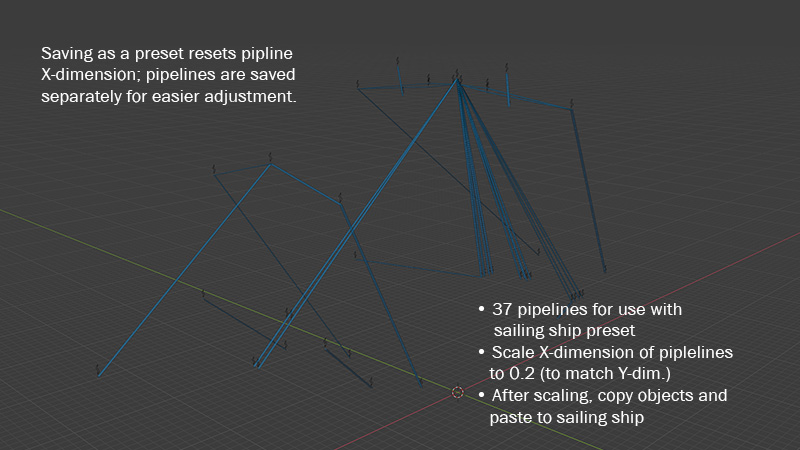 Saving as a preset resets pipline
X-dimension; pipelines are saved
separately for easier adjustment.
• 37 pipelines for use with
sailing ship preset
• Scale X-dimension of piplelines
to 0.2 (to match Y-dim.)
• After scaling, copy objects and
paste to sailing ship